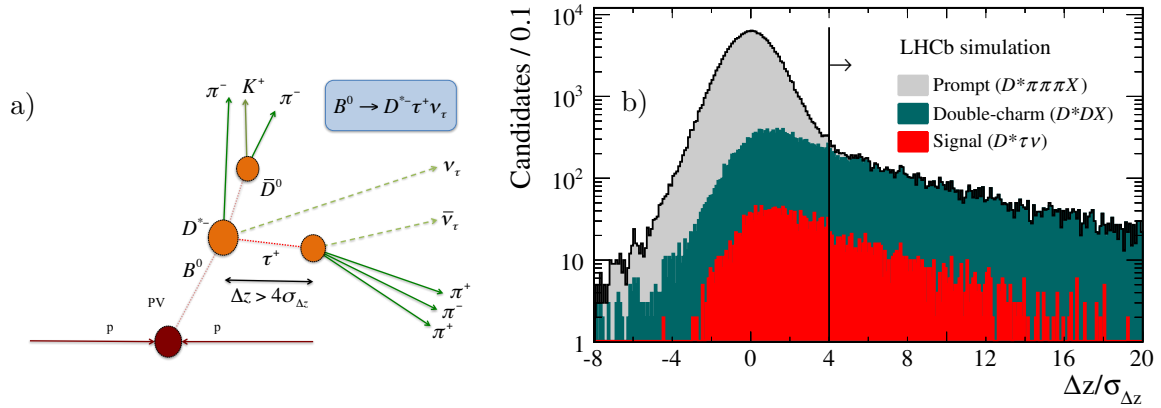 a)
π⁻
K⁺
π⁻
B⁰ → D*⁻ τ⁺ ν_τ
D̄⁰
ν_τ
D*⁻
ν̄_τ
B⁰
τ⁺
Δz > 4σ_Δz
π⁺
π⁻
π⁺
PV
p
p
b)
Candidates / 0.1
10⁴
10³
10²
10
1
LHCb simulation
Prompt (D*πππX)
Double-charm (D*DX)
Signal (D*τν)
-8 -4 0 4 8 12 16 20
Δz/σ_Δz